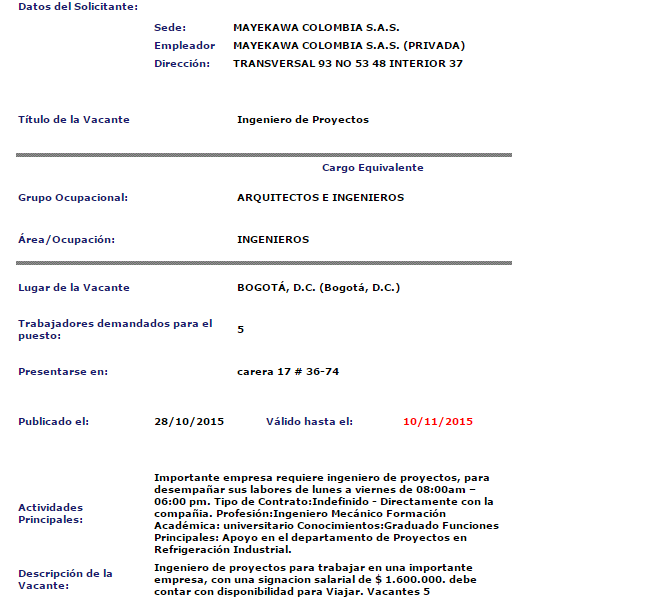 Datos del Solicitante:
Sede: MAYEKAWA COLOMBIA S.A.S.
Empleador MAYEKAWA COLOMBIA S.A.S. (PRIVADA)
Dirección: TRANSVERSAL 93 NO 53 48 INTERIOR 37
Título de la Vacante Ingeniero de Proyectos
Cargo Equivalente
Grupo Ocupacional: ARQUITECTOS E INGENIEROS
Área/Ocupación: INGENIEROS
Lugar de la Vacante BOGOTÁ, D.C. (Bogotá, D.C.)
Trabajadores demandados para el
puesto: 5
Presentarse en: carera 17 # 36-74
Publicado el: 28/10/2015 Válido hasta el: 10/11/2015
Actividades
Principales:
Importante empresa requiere ingeniero de proyectos, para
desempañar sus labores de lunes a viernes de 08:00am –
06:00 pm. Tipo de Contrato:Indefinido - Directamente con la
compañia. Profesión:Ingeniero Mecánico Formación
Académica: universitario Conocimientos:Graduado Funciones
Principales: Apoyo en el departamento de Proyectos en
Refrigeración Industrial.
Descripción de la
Vacante:
Ingeniero de proyectos para trabajar en una importante
empresa, con una signacion salarial de $ 1.600.000. debe
contar con disponibilidad para Viajar. Vacantes 5